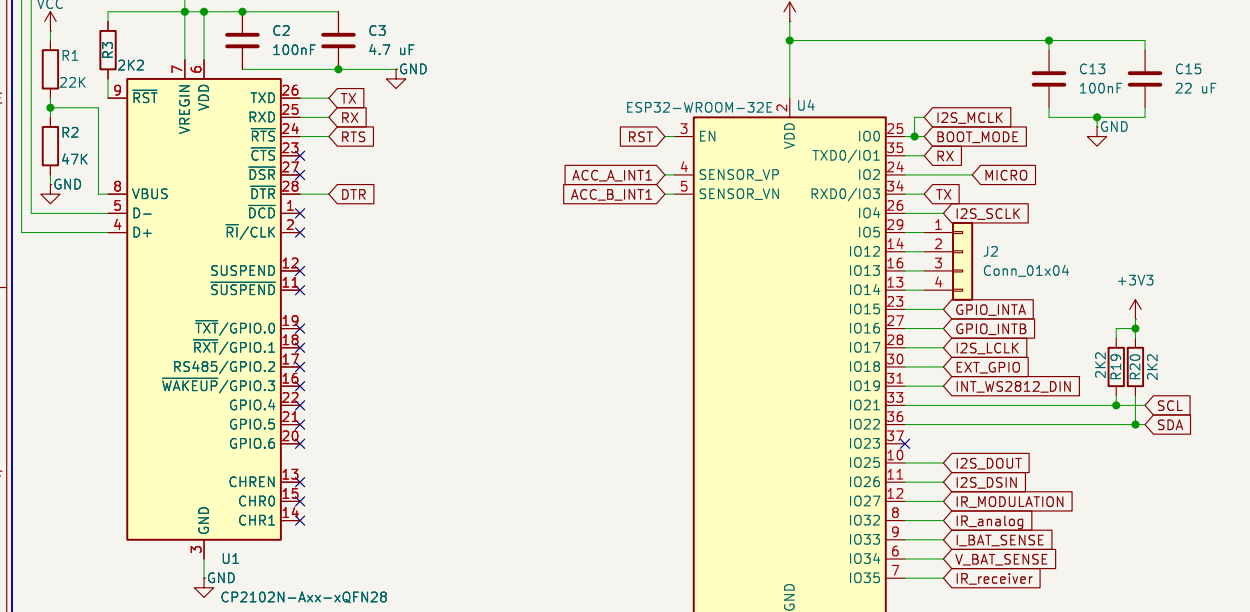 VCC
R1
22K
R2
47K
GND
R3
2K2
C2
100nF
C3
4.7 uF
GND
7
6
VREGIN
VDD
9 RST
8 VBUS
5 D-
4 D+
TXD 26 TX
RXD 25 RX
RTS 24 RTS
CTS 23
DSR 27
DTR 28 DTR
DCD 1
RI/CLK 2
SUSPEND 12
SUSPEND 11
TXT/GPIO.0 19
RXT/GPIO.1 18
RS485/GPIO.2 17
WAKEUP/GPIO.3 16
GPIO.4 22
GPIO.5 21
GPIO.6 20
CHREN 13
CHR0 15
CHR1 14
GND
3
U1
GND
CP2102N-Axx-xQFN28
ESP32-WROOM-32E
2
U4
VDD
RST 3 EN
ACC_A_INT1 4 SENSOR_VP
ACC_B_INT1 5 SENSOR_VN
I2S_MCLK
IO0 25 BOOT_MODE
TXD0/IO1 35 RX
IO2 24 MICRO
RXD0/IO3 34 TX
IO4 26 I2S_SCLK
IO5 29 1
IO12 14 2
IO13 16 3
IO14 13 4
J2
Conn_01x04
IO15 23 GPIO_INTA
IO16 27 GPIO_INTB
IO17 28 I2S_LCLK
IO18 30 EXT_GPIO
IO19 31 INT_WS2812_DIN
IO21 33 SCL
IO22 36 SDA
IO23 37
IO25 10 I2S_DOUT
IO26 11 I2S_DSIN
IO27 12 IR_MODULATION
IO32 8 IR_analog
IO33 9 I_BAT_SENSE
IO34 6 V_BAT_SENSE
IO35 7 IR_receiver
GND
C13
100nF
C15
22 uF
GND
+3V3
2K2
R19
R20
2K2